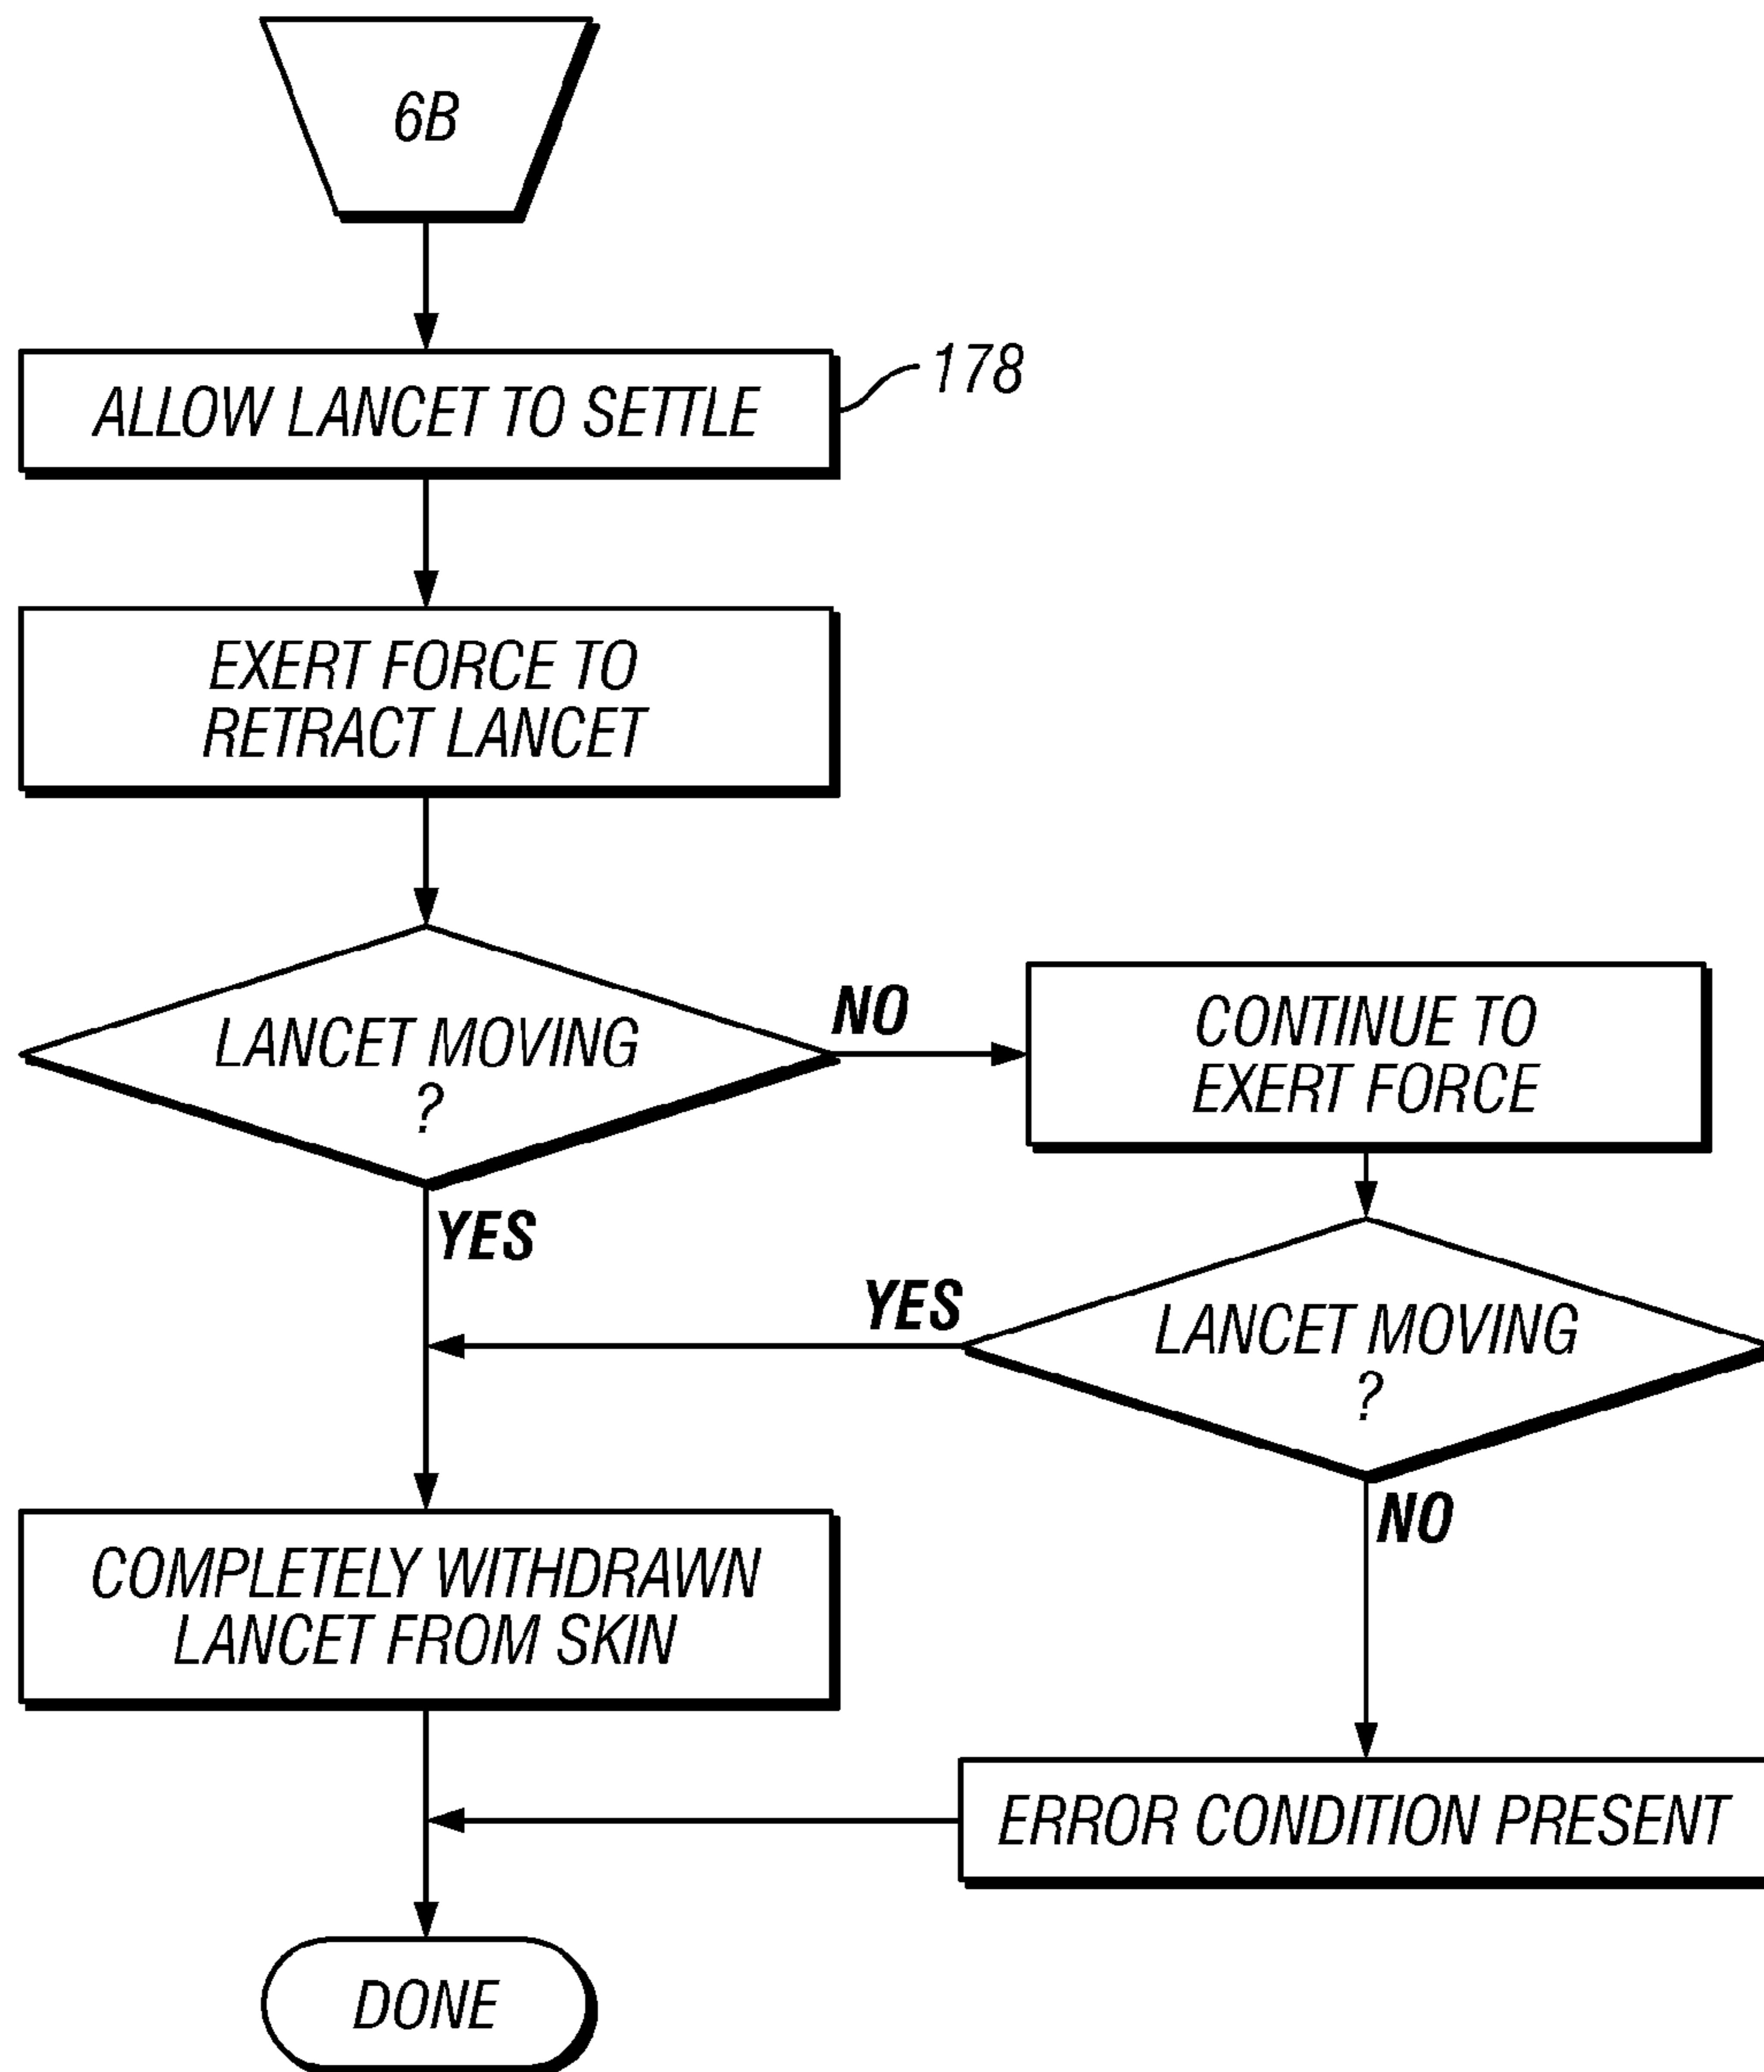 6B
ALLOW LANCET TO SETTLE
178
EXERT FORCE TO
RETRACT LANCET
LANCET MOVING
?
NO
CONTINUE TO
EXERT FORCE
YES
LANCET MOVING
?
YES
NO
COMPLETELY WITHDRAWN
LANCET FROM SKIN
ERROR CONDITION PRESENT
DONE